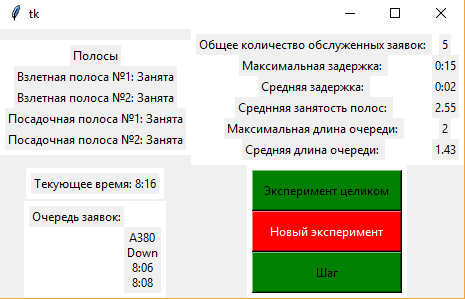 tk
Полосы
Взлетная полоса №1: Занята
Взлетная полоса №2: Занята
Посадочная полоса №1: Занята
Посадочная полоса №2: Занята
Общее количество обслуженных заявок: 5
Максимальная задержка: 0:15
Средняя задержка: 0:02
Среднняя занятость полос: 2.55
Максимальная длина очереди: 2
Средняя длина очереди: 1.43
Текущее время: 8:16
Очередь заявок:
A380
Down
8:06
8:08
Эксперимент целиком
Новый эксперимент
Шаг